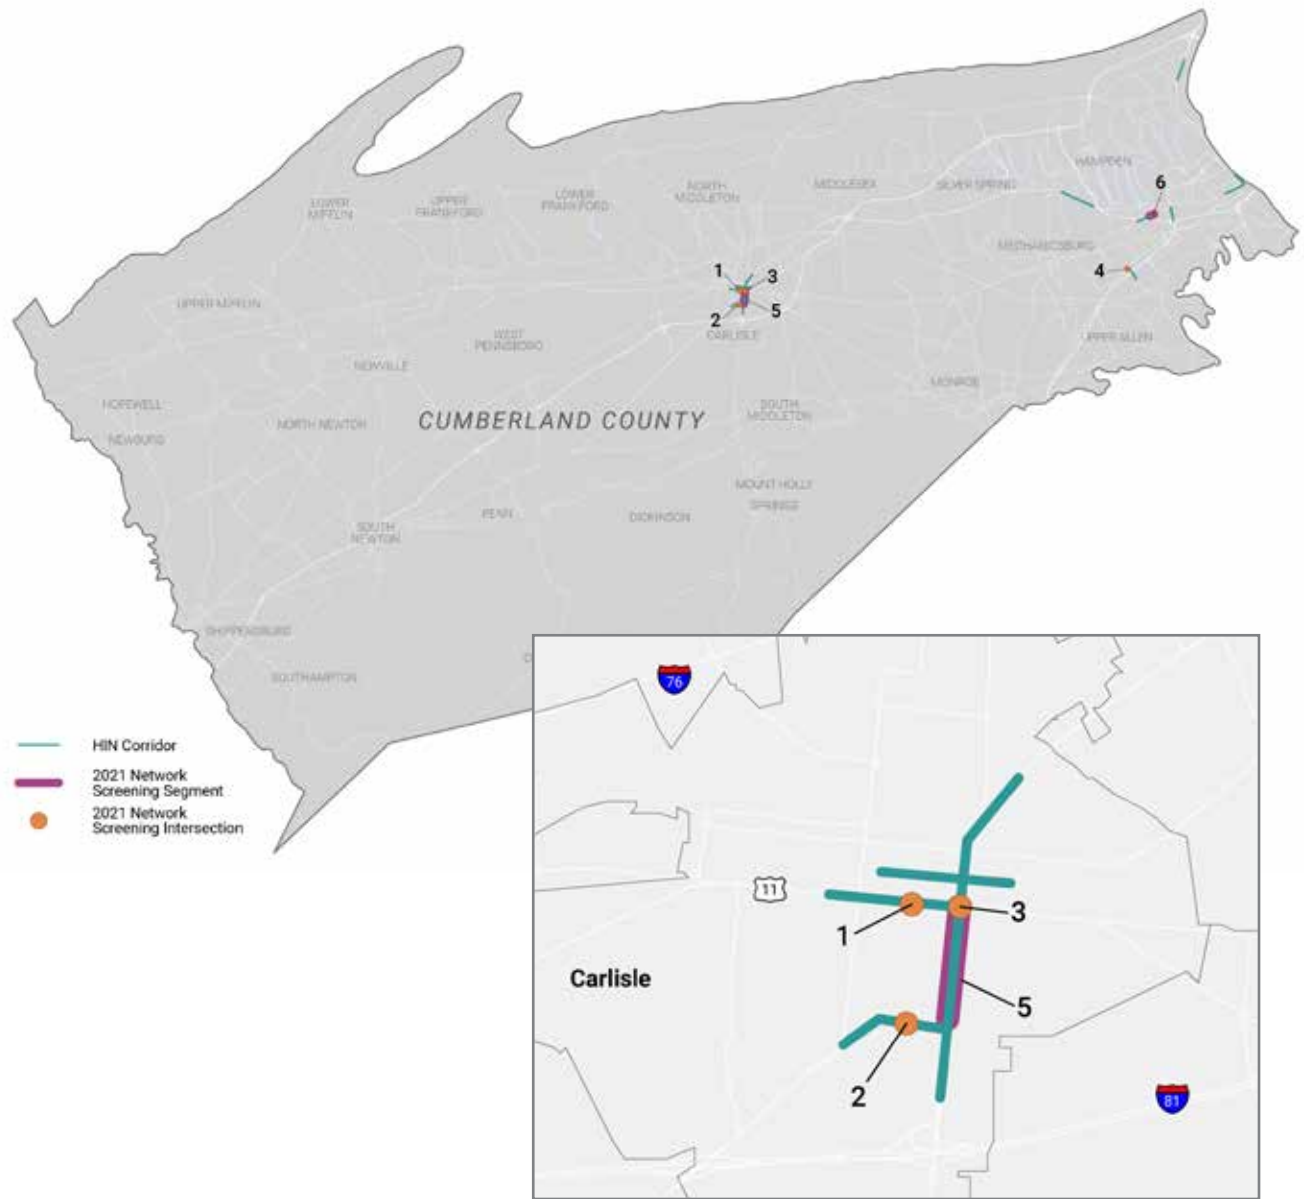 HAMPDEN
6
LOWER
MIFFLIN
UPPER
FRANKFORD
LOWER
FRANKFORD
NORTH
MIDDLETON
MIDDLESEX
SILVER SPRING
MECHANICSBURG
1
3
4
2
5
CARLISLE
UPPER MIFFLIN
WEST
PENNSBORO
UPPER ALLEN
NEWVILLE
MONROE
HOPEWELL
SOUTH
MIDDLETON
CUMBERLAND COUNTY
NORTH NEWTON
NEWBURG
MOUNT HOLLY
SPRINGS
PENN
DICKINSON
SOUTH
NEWTON
SHIPPENSBURG
SOUTHAMPTON
HIN Corridor
2021 Network
Screening Segment
2021 Network
Screening Intersection
76
11
1
3
Carlisle
5
2
81